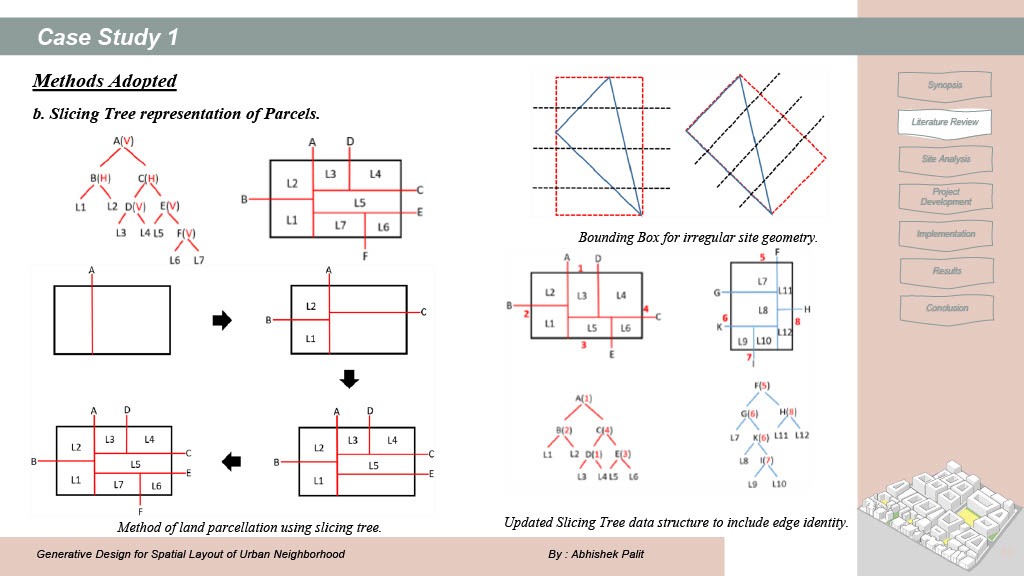 Case Study 1
Methods Adopted
b. Slicing Tree representation of Parcels.
A(V)
B(H) C(H)
L1 L2 D(V) E(V)
L3 L4 L5 F(V)
L6 L7
A D
L3 L4
L2
C
B
L5
E
L1 L7 L6
F
A
A
L2
C
B
L1
A D
L3 L4
L2
C
B
L5
E
L1
L7 L6
F
A D
L3 L4
L2
C
B
L5
E
L1
Method of land parcellation using slicing tree.
Bounding Box for irregular site geometry.
A D
1
L2 L3 L4
B
2
4
C
L1 L5 L6
3
E
5 F
L7
G L11
L8 H
6
K
8
L12
L9 L10
7
I
A(1)
B(2) C(4)
L1 L2 D(1) E(3)
L3 L4 L5 L6
F(5)
G(6) H(8)
L7 K(6) L11 L12
L8 I(7)
L9 L10
Updated Slicing Tree data structure to include edge identity.
Synopsis
Literature Review
Site Analysis
Project
Development
Implementation
Results
Conclusion
Generative Design for Spatial Layout of Urban Neighborhood
By : Abhishek Palit